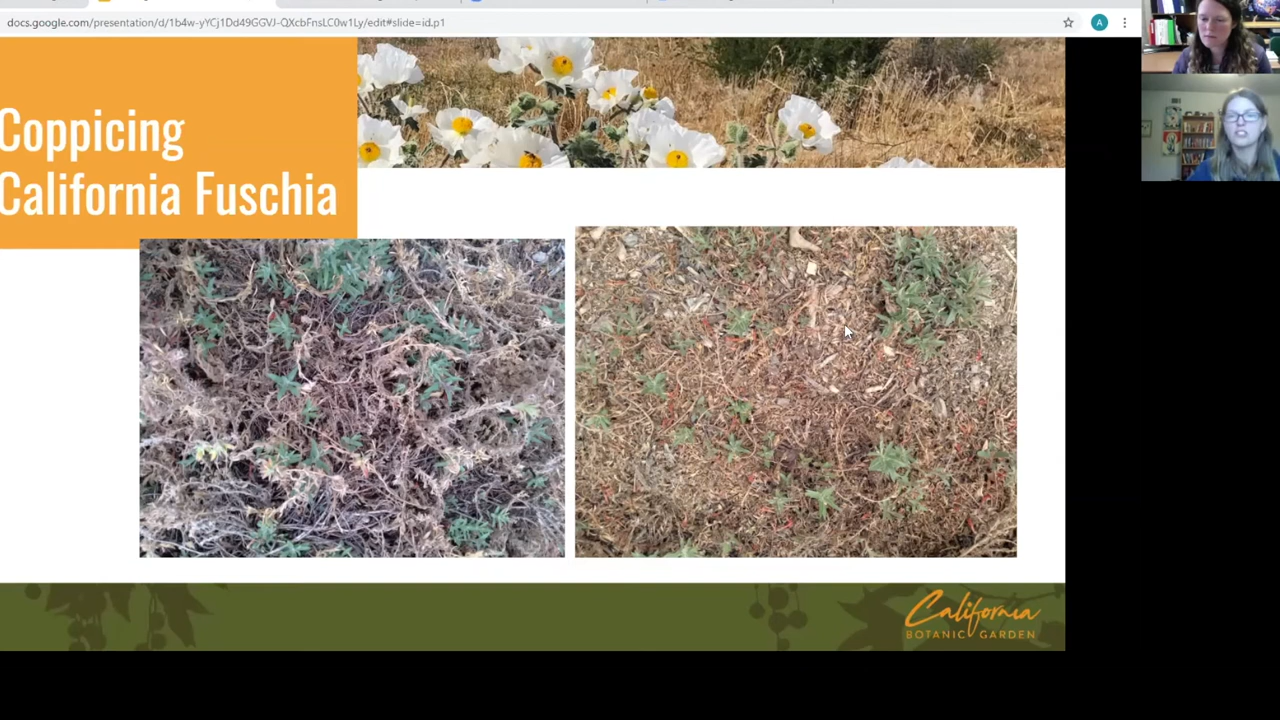 docs.google.com/presentation/d/1b4w-yYCj1Dd49GGVJ-QXcbFnsLC0w1Ly/edit#slide=id.p1
A
Coppicing
California Fuschia
California
BOTANIC GARDEN